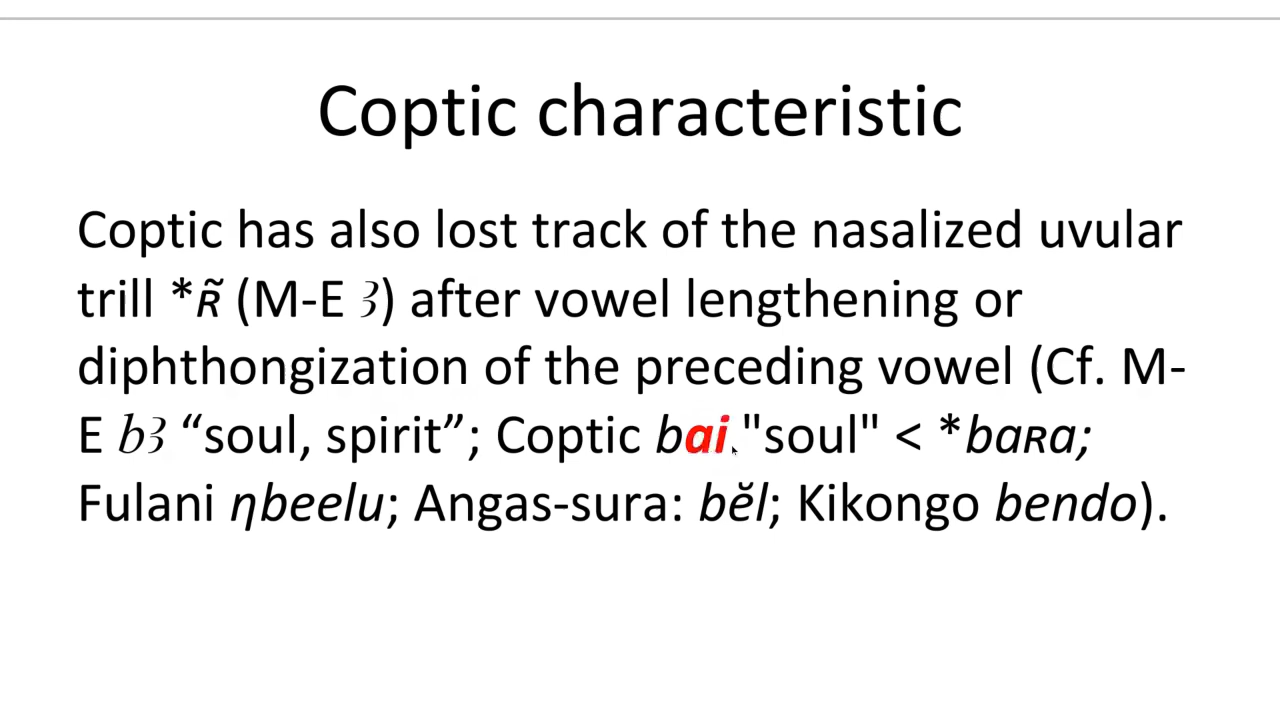 Coptic characteristic
Coptic has also lost track of the nasalized uvular
trill *ʀ̃ (M-E ꜣ) after vowel lengthening or
diphthongization of the preceding vowel (Cf. M-
E bꜣ “soul, spirit”; Coptic bai "soul" < *baʀa;
Fulani ηbeelu; Angas-sura: bĕl; Kikongo bendo).